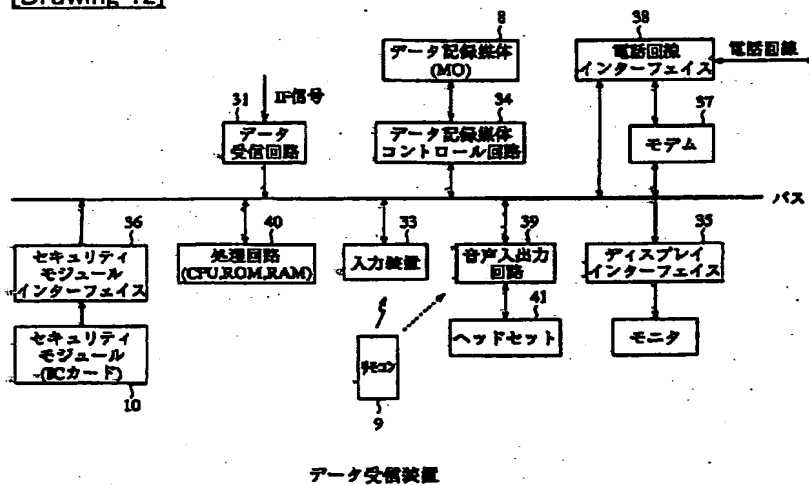 [Drawing 12]
8
データ記録媒体
(MO)
38
電話回線
インターフェイス
電話回線
31
IF信号
データ
受信回路
34
データ記録媒体
コントロール回路
37
モデム
バス
36
セキュリティ
モジュール
インターフェイス
40
処理回路
(CPU,ROM,RAM)
33
入力装置
39
音声入出力
回路
35
ディスプレイ
インターフェイス
セキュリティ
モジュール
(ICカード)
10
リモコン
9
41
ヘッドセット
モニタ
データ受信装置